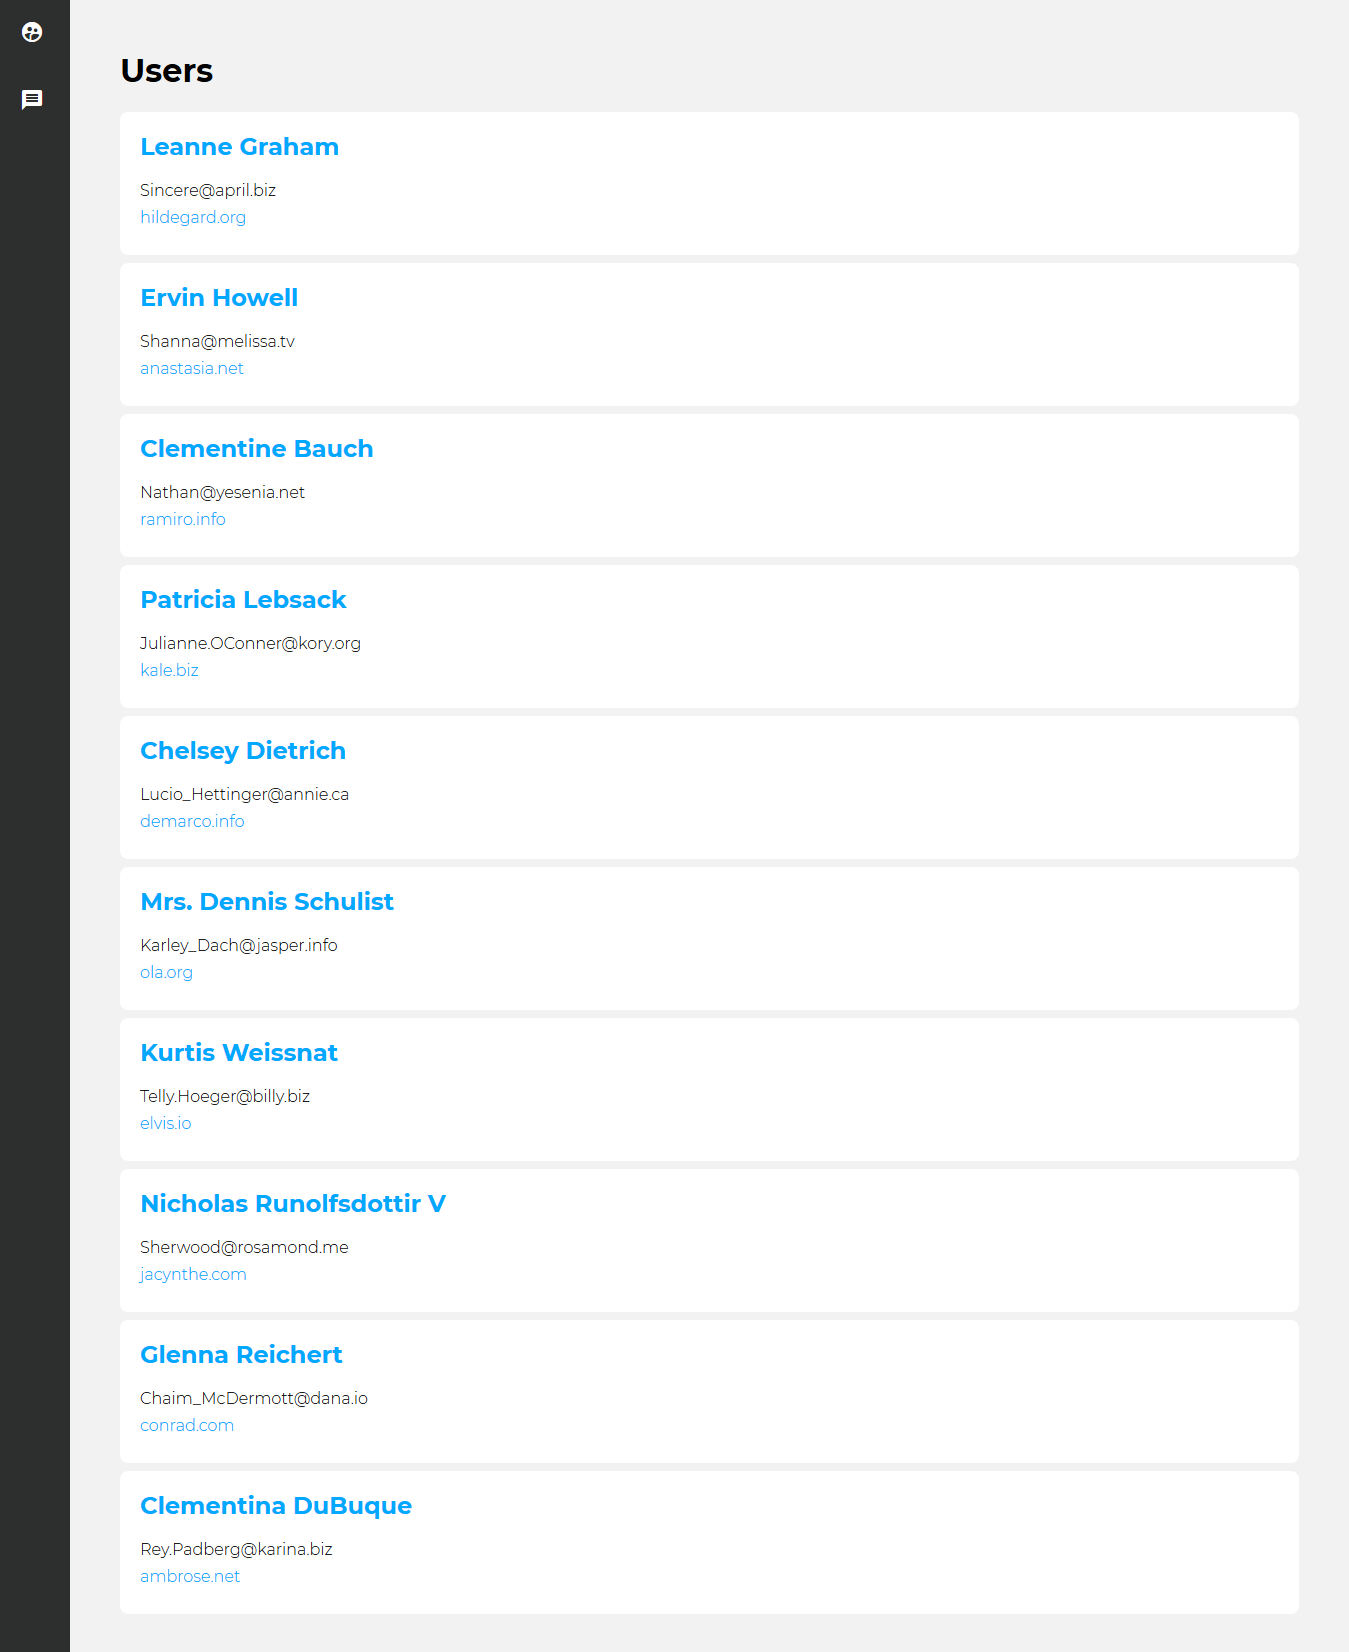 Users
Leanne Graham
Sincere@april.biz
hildegard.org
Ervin Howell
Shanna@melissa.tv
anastasia.net
Clementine Bauch
Nathan@yesenia.net
ramiro.info
Patricia Lebsack
Julianne.OConner@kory.org
kale.biz
Chelsey Dietrich
Lucio_Hettinger@annie.ca
demarco.info
Mrs. Dennis Schulist
Karley_Dach@jasper.info
ola.org
Kurtis Weissnat
Telly.Hoeger@billy.biz
elvis.io
Nicholas Runolfsdottir V
Sherwood@rosamond.me
jacynthe.com
Glenna Reichert
Chaim_McDermott@dana.io
conrad.com
Clementina DuBuque
Rey.Padberg@karina.biz
ambrose.net